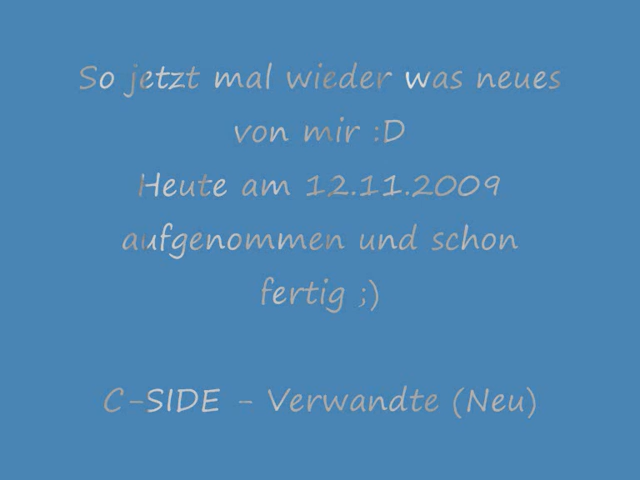 So jetzt mal wieder was neues
von mir :D
Heute am 12.11.2009
aufgenommen und schon
fertig ;)
C-SIDE - Verwandte (Neu)